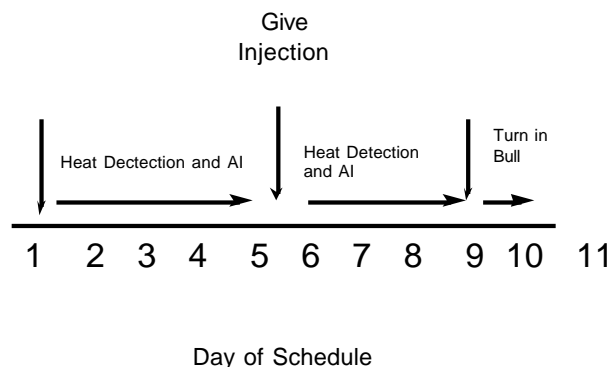 Give
Injection
Heat Dectection and AI
Heat Detection
and AI
Turn in
Bull
1 2 3 4 5 6 7 8 9 10 11
Day of Schedule